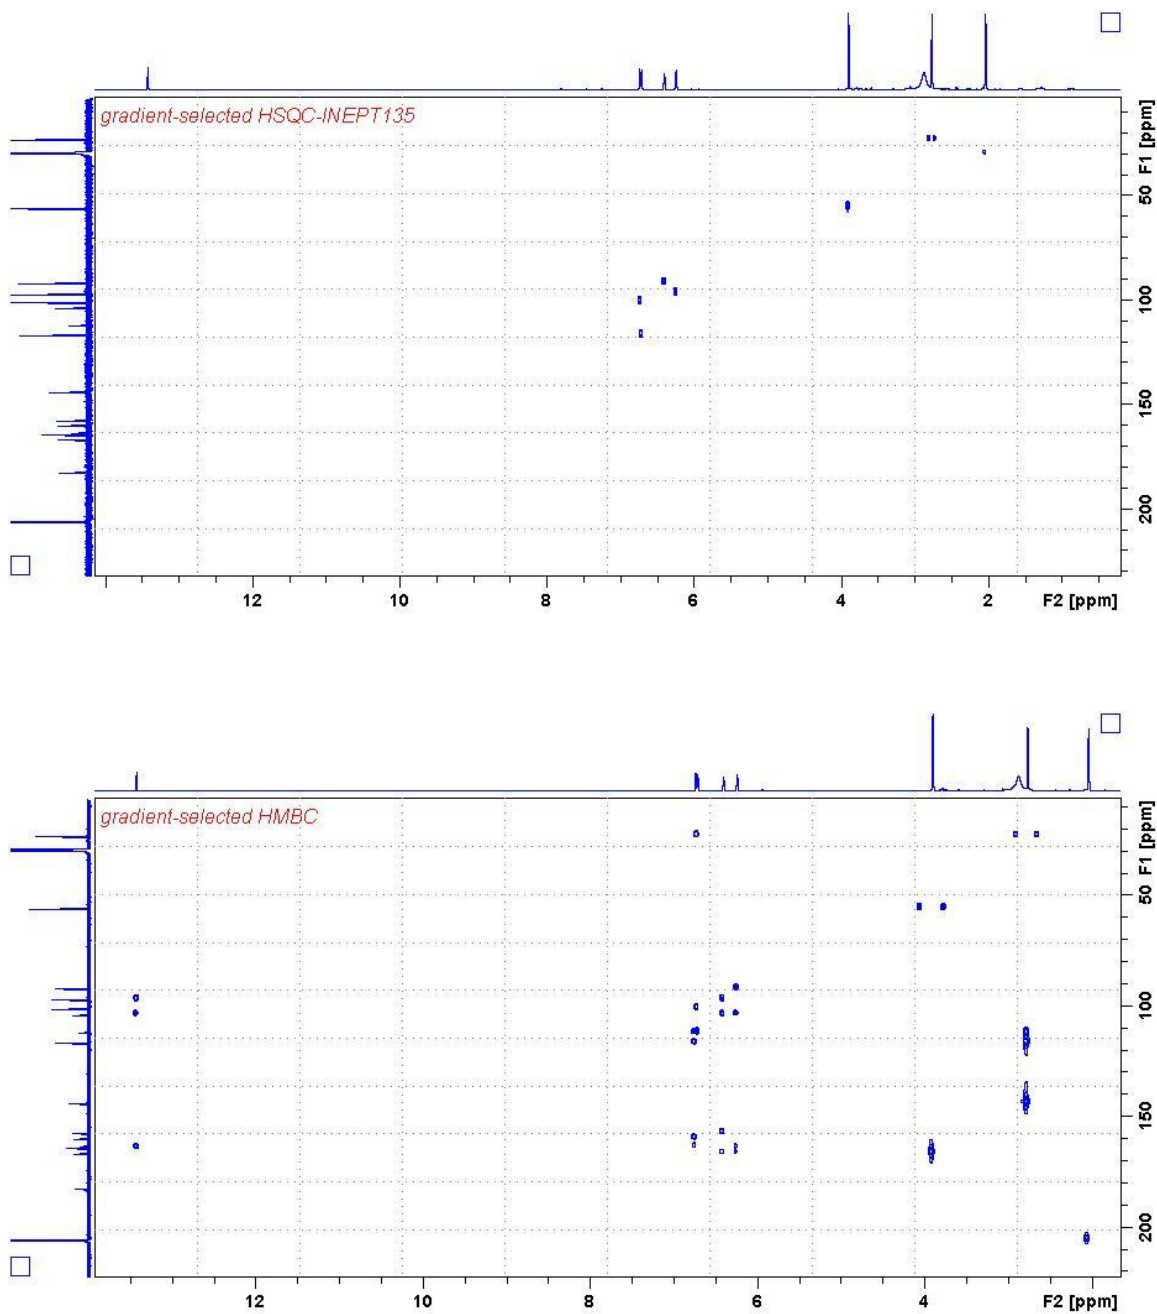 gradient-selected HSQC-INEPT135
50
100
150
200
F1 [ppm]
12 10 8 6 4 2 F2 [ppm]
gradient-selected HMBC
50
100
150
200
F1 [ppm]
12 10 8 6 4 F2 [ppm]